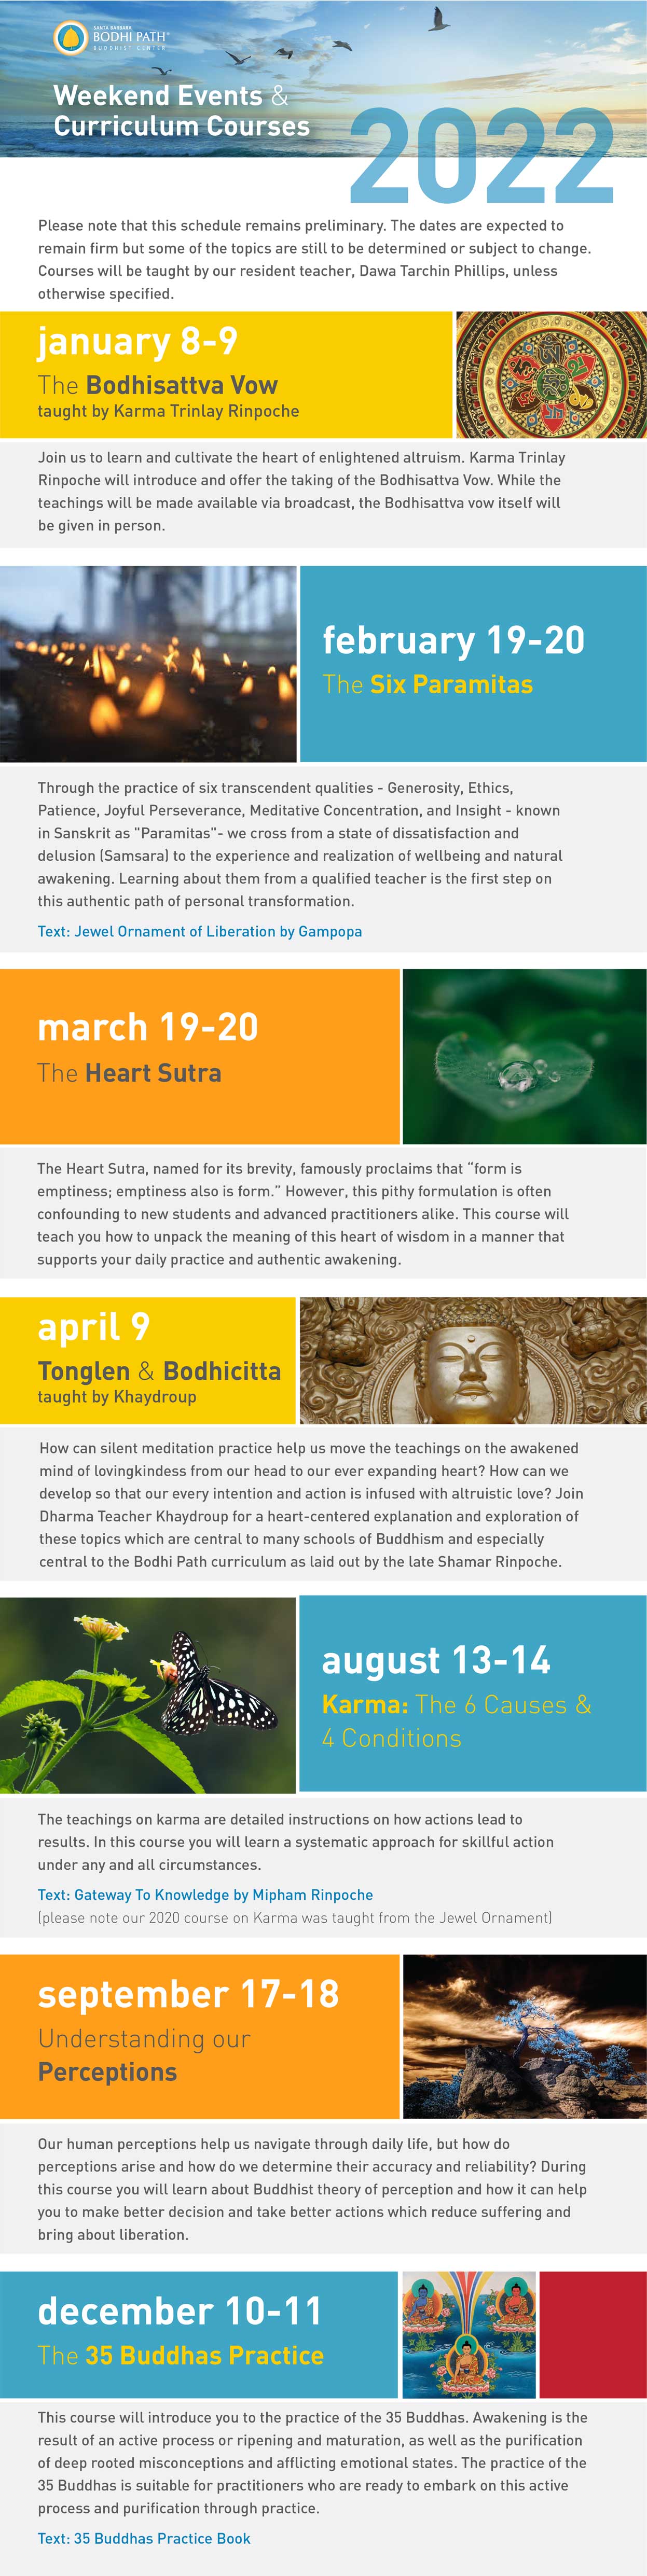 SANTA BARBARA
BODHI PATH
BUDDHIST CENTER
Weekend Events &
Curriculum Courses
2022
Please note that this schedule remains preliminary. The dates are expected to
remain firm but some of the topics are still to be determined or subject to change.
Courses will be taught by our resident teacher, Dawa Tarchin Phillips, unless
otherwise specified.
january 8-9
The Bodhisattva Vow
taught by Karma Trinlay Rinpoche
Join us to learn and cultivate the heart of enlightened altruism. Karma Trinlay
Rinpoche will introduce and offer the taking of the Bodhisattva Vow. While the
teachings will be made available via broadcast, the Bodhisattva vow itself will
be given in person.
february 19-20
The Six Paramitas
Through the practice of six transcendent qualities - Generosity, Ethics,
Patience, Joyful Perseverance, Meditative Concentration, and Insight - known
in Sanskrit as "Paramitas"- we cross from a state of dissatisfaction and
delusion (Samsara) to the experience and realization of wellbeing and natural
awakening. Learning about them from a qualified teacher is the first step on
this authentic path of personal transformation.
Text: Jewel Ornament of Liberation by Gampopa
march 19-20
The Heart Sutra
The Heart Sutra, named for its brevity, famously proclaims that “form is
emptiness; emptiness also is form.” However, this pithy formulation is often
confounding to new students and advanced practitioners alike. This course will
teach you how to unpack the meaning of this heart of wisdom in a manner that
supports your daily practice and authentic awakening.
april 9
Tonglen & Bodhicitta
taught by Khaydroup
How can silent meditation practice help us move the teachings on the awakened
mind of lovingkindess from our head to our ever expanding heart? How can we
develop so that our every intention and action is infused with altruistic love? Join
Dharma Teacher Khaydroup for a heart-centered explanation and exploration of
these topics which are central to many schools of Buddhism and especially
central to the Bodhi Path curriculum as laid out by the late Shamar Rinpoche.
august 13-14
Karma: The 6 Causes &
4 Conditions
The teachings on karma are detailed instructions on how actions lead to
results. In this course you will learn a systematic approach for skillful action
under any and all circumstances.
Text: Gateway To Knowledge by Mipham Rinpoche
(please note our 2020 course on Karma was taught from the Jewel Ornament)
september 17-18
Understanding our
Perceptions
Our human perceptions help us navigate through daily life, but how do
perceptions arise and how do we determine their accuracy and reliability? During
this course you will learn about Buddhist theory of perception and how it can help
you to make better decision and take better actions which reduce suffering and
bring about liberation.
december 10-11
The 35 Buddhas Practice
This course will introduce you to the practice of the 35 Buddhas. Awakening is the
result of an active process or ripening and maturation, as well as the purification
of deep rooted misconceptions and afflicting emotional states. The practice of the
35 Buddhas is suitable for practitioners who are ready to embark on this active
process and purification through practice.
Text: 35 Buddhas Practice Book